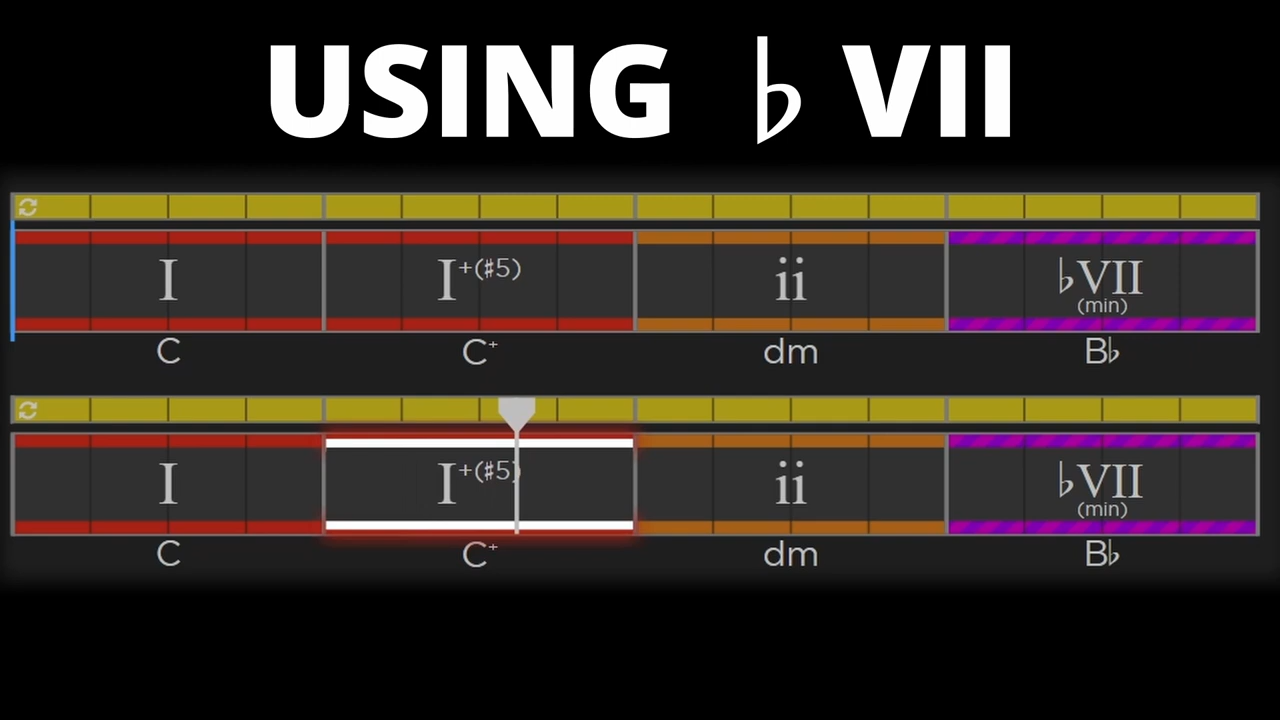 USING ♭VII
I I+(♯5) ii ♭VII
(min)
C C+ dm B♭
I I+(♯5) ii ♭VII
(min)
C C+ dm B♭